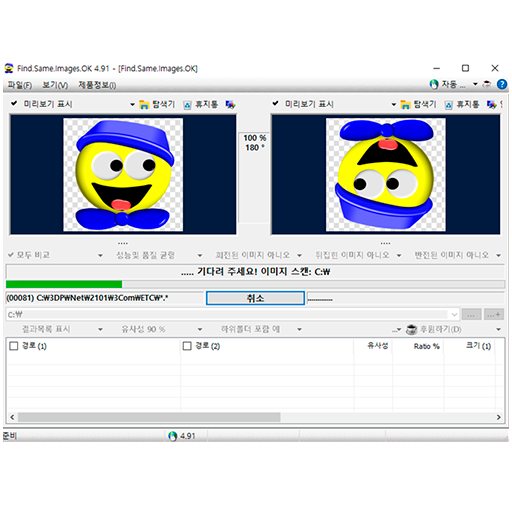 Find.Same.Images.OK 4.91 - [Find.Same.Images.OK]
파일(F) 보기(V) 제품정보(I) 자동 ...
미리보기 표시 탐색기 휴지통 미리보기 표시 탐색기 휴지통
100 %
180 °
.... ....
모두 비교 성능및 품질 균형 회전된 이미지 아니오 뒤집힌 이미지 아니오 반전된 이미지 아니오
..... 기다려 주세요! 이미지 스캔: C:₩
(00081) C:₩3DP₩Net₩2101₩3Com₩ETC₩*.* 취소 ............
C:₩ ... ...+
결과목록 표시 유사성 90 % 하위폴더 포함 예 ... 후원하기(D)
경로 (1) 경로 (2) 유사성 Ratio % 크기 (1)
준비 4.91